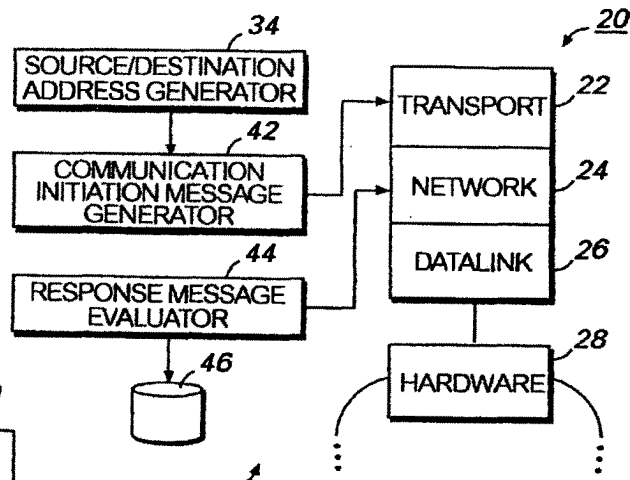 20
34
SOURCE/DESTINATION
ADDRESS GENERATOR
42
COMMUNICATION
INITIATION MESSAGE
GENERATOR
44
RESPONSE MESSAGE
EVALUATOR
46
TRANSPORT
22
NETWORK
24
DATALINK
26
HARDWARE
28